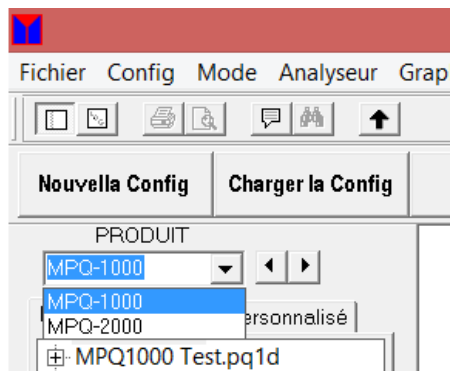 Fichier Config Mode Analyseur Grap
Nouvella Config Charger la Config
PRODUIT
MPQ-1000
MPQ-1000
MPQ-2000
ersonnalisé
MPQ1000 Test.pq1d